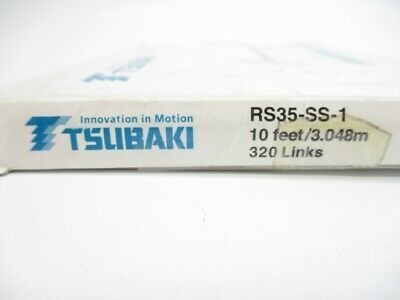 Innovation in Motion
TSUBAKI
RS35-SS-1
10 feet/3.048m
320 Links